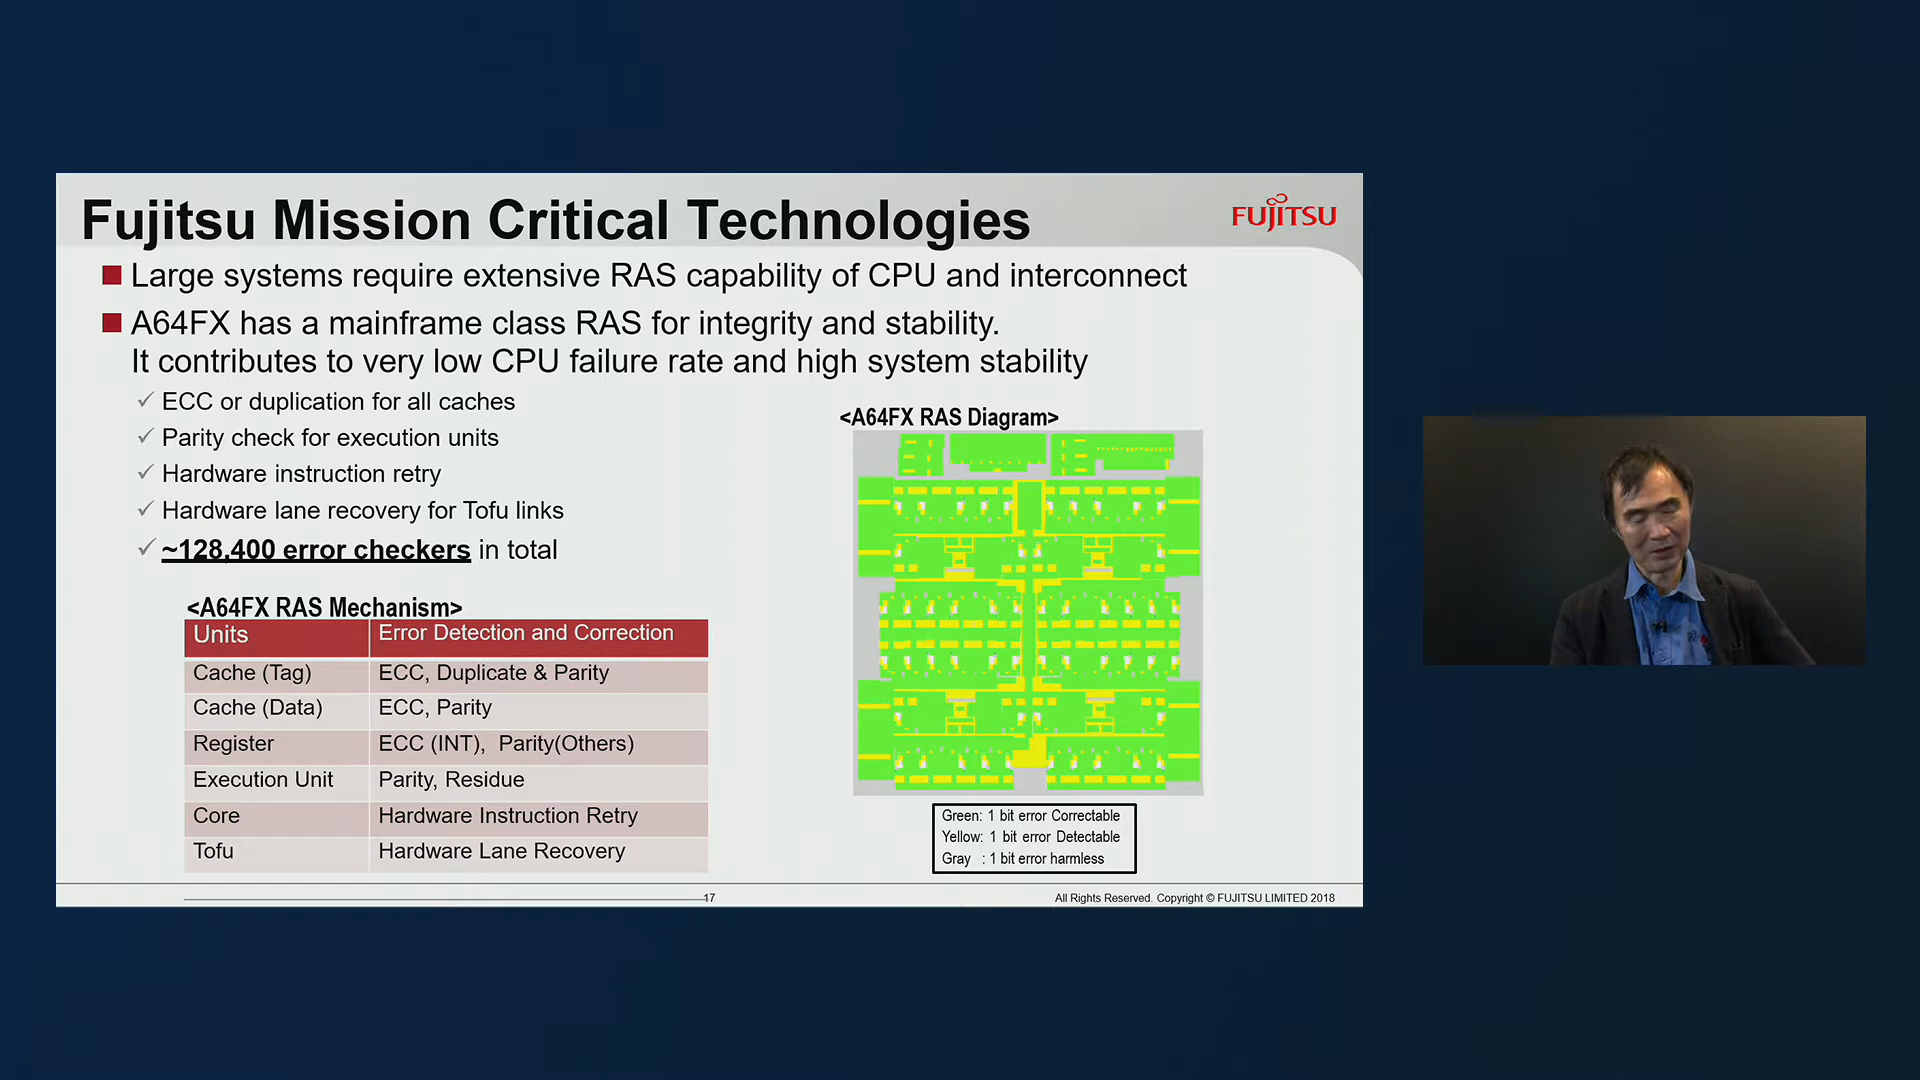 Fujitsu Mission Critical Technologies
FUJITSU
Large systems require extensive RAS capability of CPU and interconnect
A64FX has a mainframe class RAS for integrity and stability.
It contributes to very low CPU failure rate and high system stability
ECC or duplication for all caches
Parity check for execution units
Hardware instruction retry
Hardware lane recovery for Tofu links
~128,400 error checkers in total
<A64FX RAS Mechanism>
Units Error Detection and Correction
Cache (Tag) ECC, Duplicate & Parity
Cache (Data) ECC, Parity
Register ECC (INT), Parity(Others)
Execution Unit Parity, Residue
Core Hardware Instruction Retry
Tofu Hardware Lane Recovery
<A64FX RAS Diagram>
Green: 1 bit error Correctable
Yellow: 1 bit error Detectable
Gray : 1 bit error harmless
17
All Rights Reserved. Copyright © FUJITSU LIMITED 2018